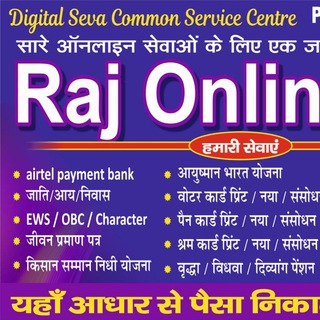 Digital Seva Common Service Centre P
सारे ऑनलाइन सेवाओं के लिए एक ज
Raj Onlin
हमारी सेवाएं
airtel payment bank
जाति/आय/निवास
EWS / OBC / Character
जीवन प्रमाण पत्र
किसान सम्मान निधी योजना
आयुष्मान भारत योजना
वोटर कार्ड प्रिंट / नया / संसोध
पैन कार्ड प्रिंट / नया / संसोधन
श्रम कार्ड प्रिंट / नया / संसोधन
वृद्धा / विधवा / दिव्यांग पेंशन
यहाँ आधार से पैसा निका